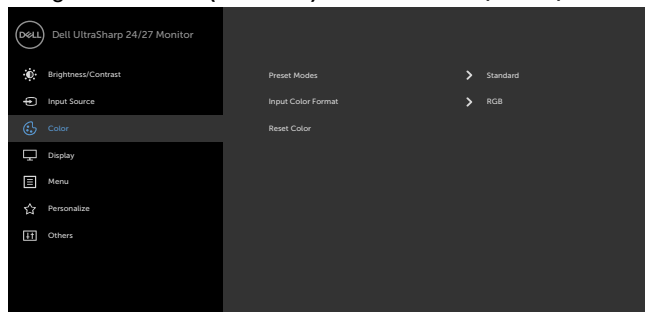 DELL Dell UltraSharp 24/27 Monitor
Brightness/Contrast Preset Modes Standard
Input Source Input Color Format RGB
Color Reset Color
Display
Menu
Personalize
Others